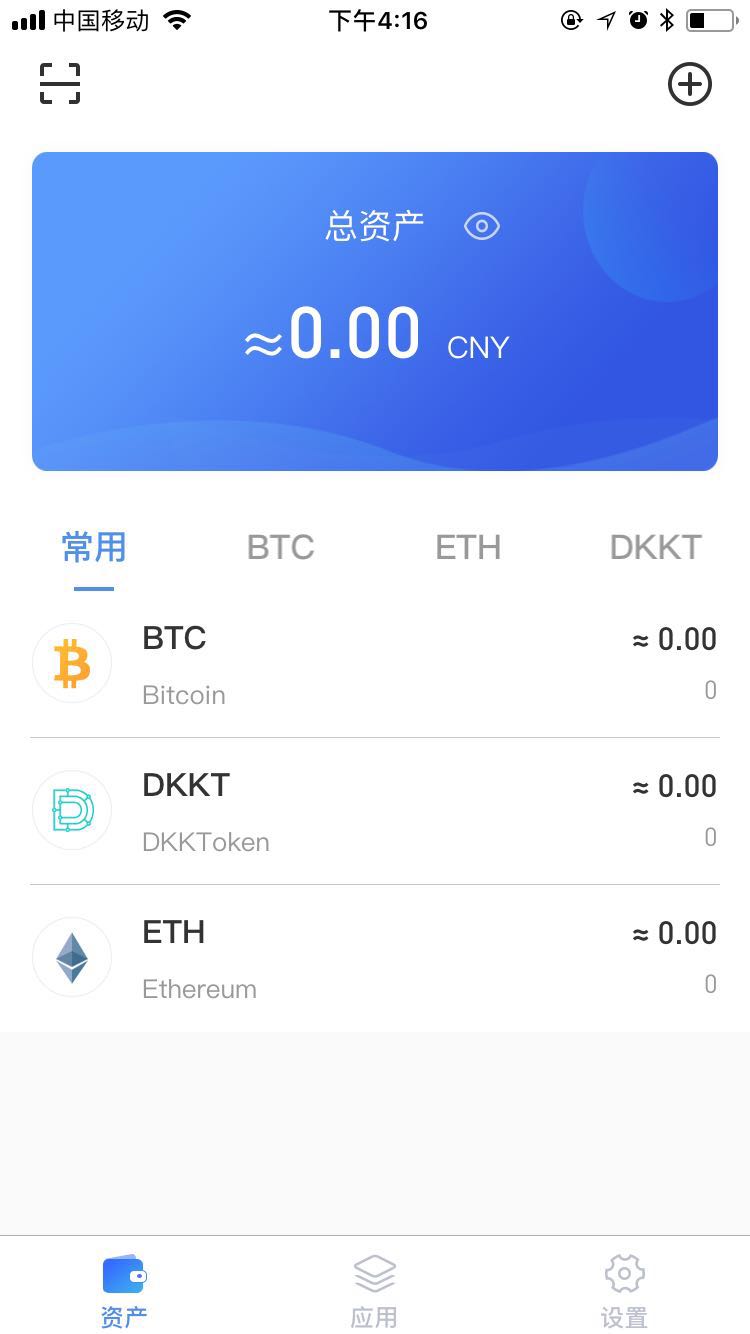 中国移动 下午4:16
总资产
≈0.00 CNY
常用 BTC ETH DKKT
BTC ≈ 0.00
Bitcoin 0
DKKT ≈ 0.00
DKKToken 0
ETH ≈ 0.00
Ethereum 0
资产 应用 设置